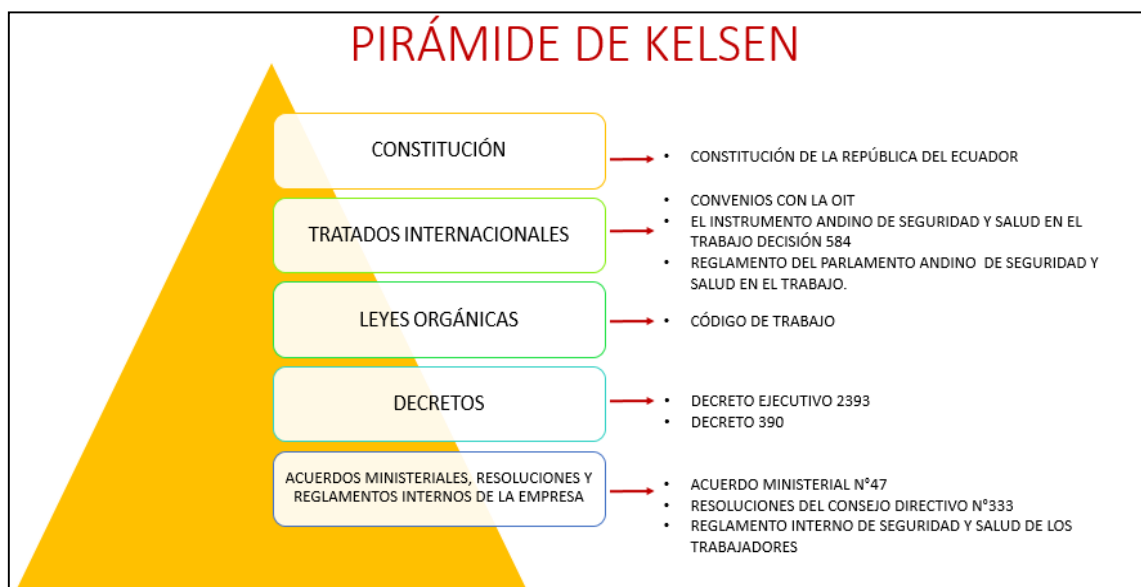 PIRÁMIDE DE KELSEN
CONSTITUCIÓN
• CONSTITUCIÓN DE LA REPÚBLICA DEL ECUADOR
TRATADOS INTERNACIONALES
• CONVENIOS CON LA OIT
• EL INSTRUMENTO ANDINO DE SEGURIDAD Y SALUD EN EL
TRABAJO DECISIÓN 584
• REGLAMENTO DEL PARLAMENTO ANDINO DE SEGURIDAD Y
SALUD EN EL TRABAJO.
LEYES ORGÁNICAS
• CÓDIGO DE TRABAJO
DECRETOS
• DECRETO EJECUTIVO 2393
• DECRETO 390
ACUERDOS MINISTERIALES, RESOLUCIONES Y
REGLAMENTOS INTERNOS DE LA EMPRESA
• ACUERDO MINISTERIAL N°47
• RESOLUCIONES DEL CONSEJO DIRECTIVO N°333
• REGLAMENTO INTERNO DE SEGURIDAD Y SALUD DE LOS
TRABAJADORES